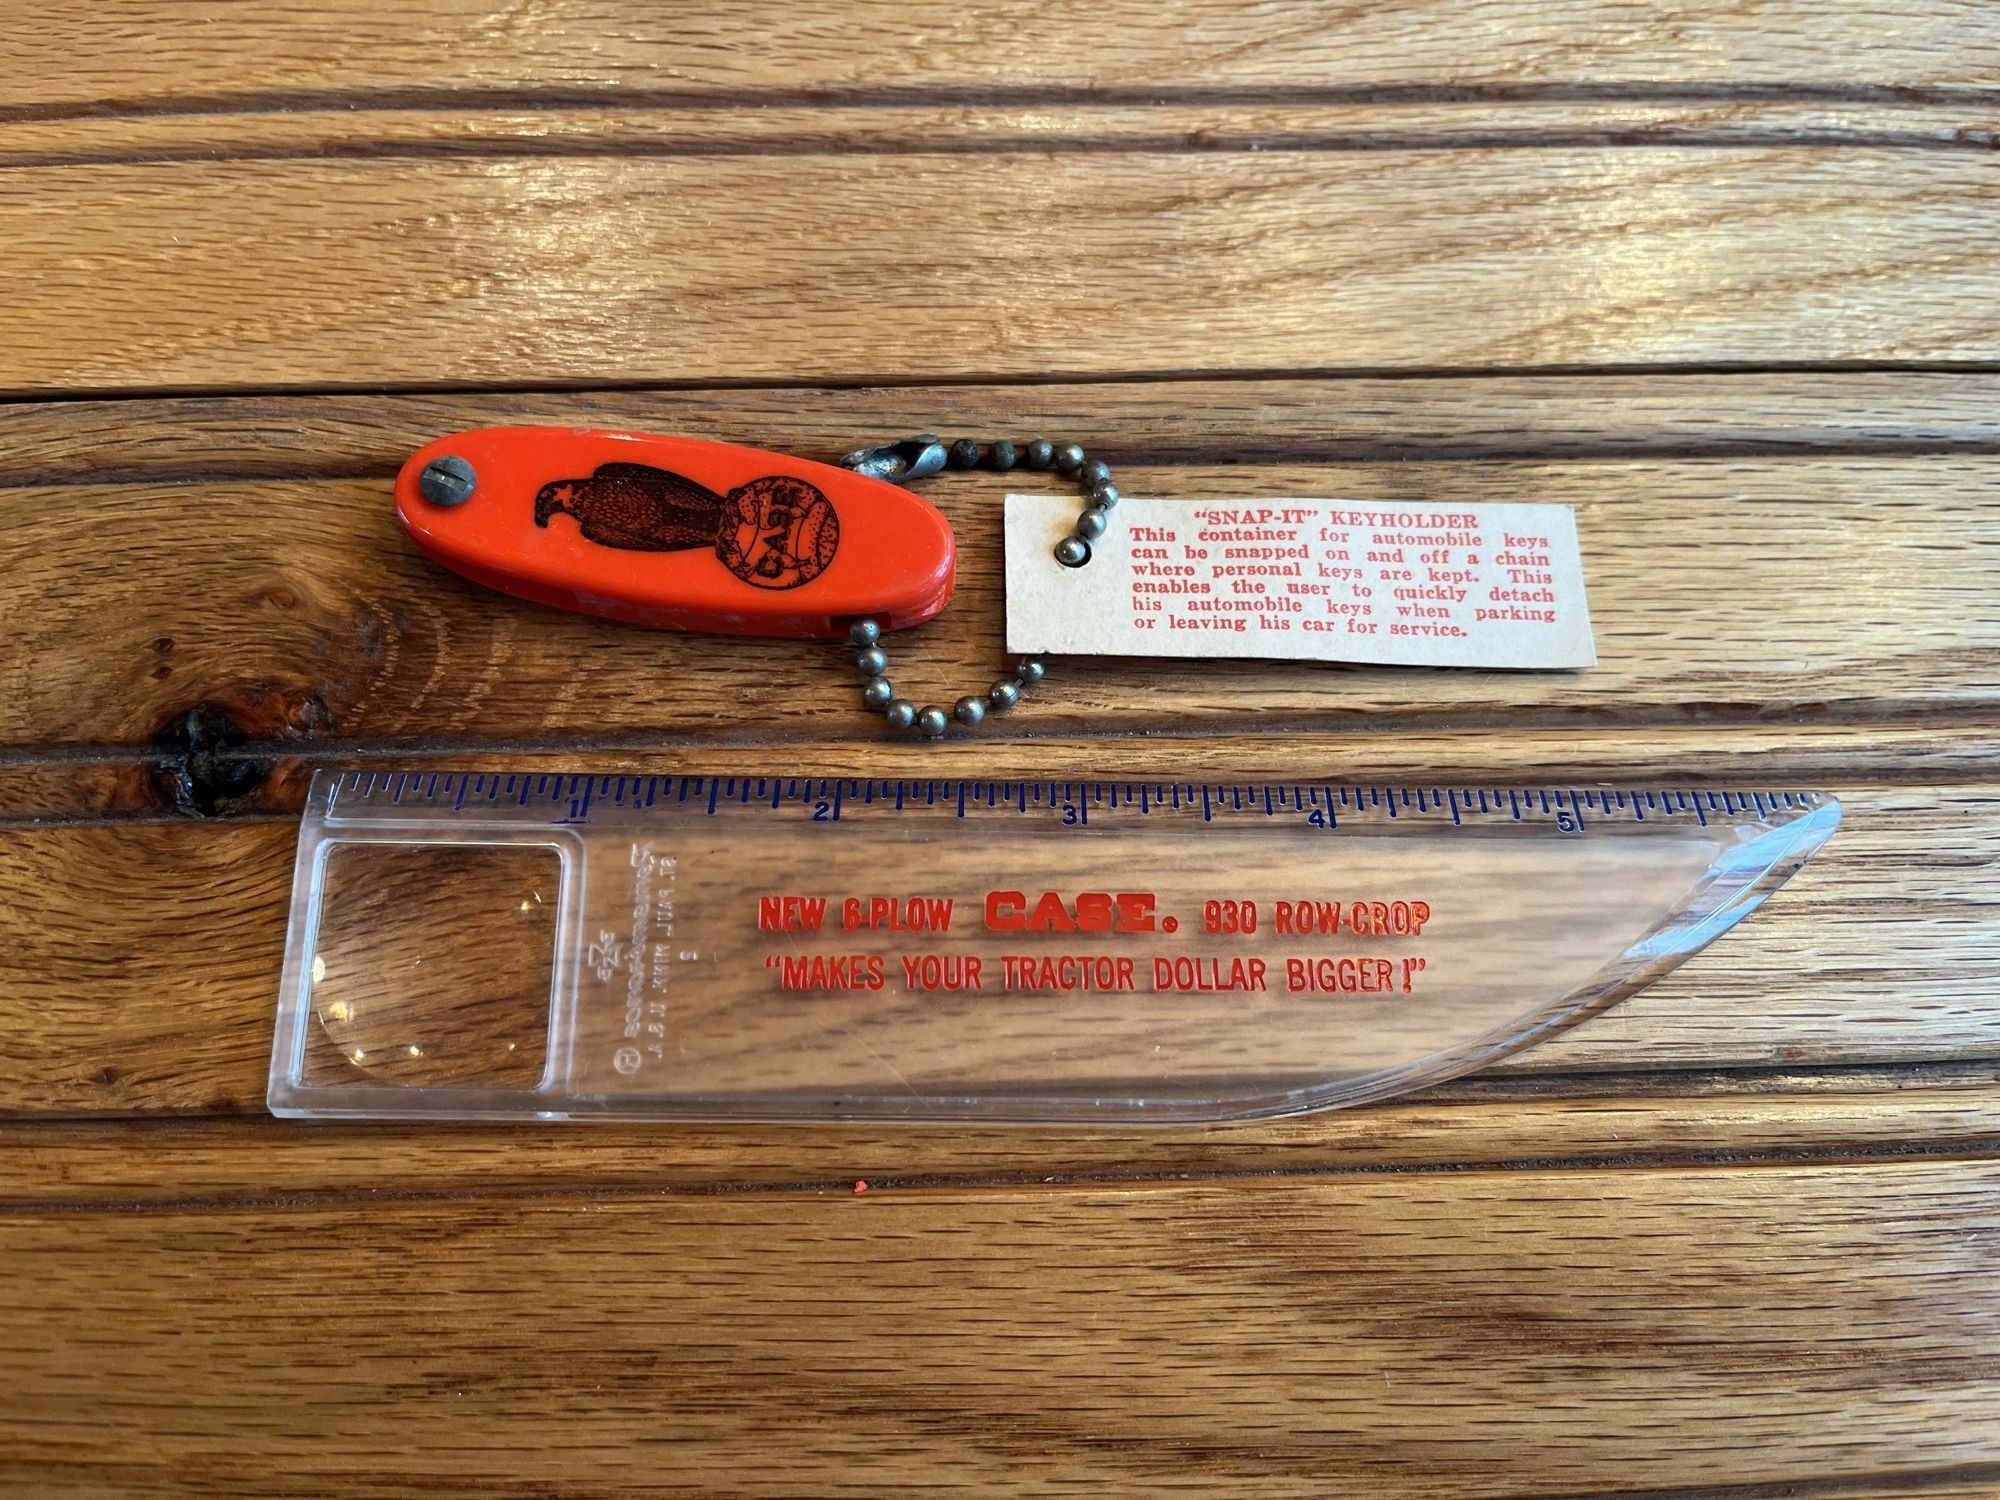 CASE
"SNAP-IT" KEYHOLDER
This container for automobile keys
can be snapped on and off a chain
where personal keys are kept. This
enables the user to quickly detach
his automobile keys when parking
or leaving his car for service.
1 2 3 4 5
NEW 6-PLOW CASE. 930 ROW-CROP
"MAKES YOUR TRACTOR DOLLAR BIGGER!"
ST. PAUL, MINN. U.S.A.
2